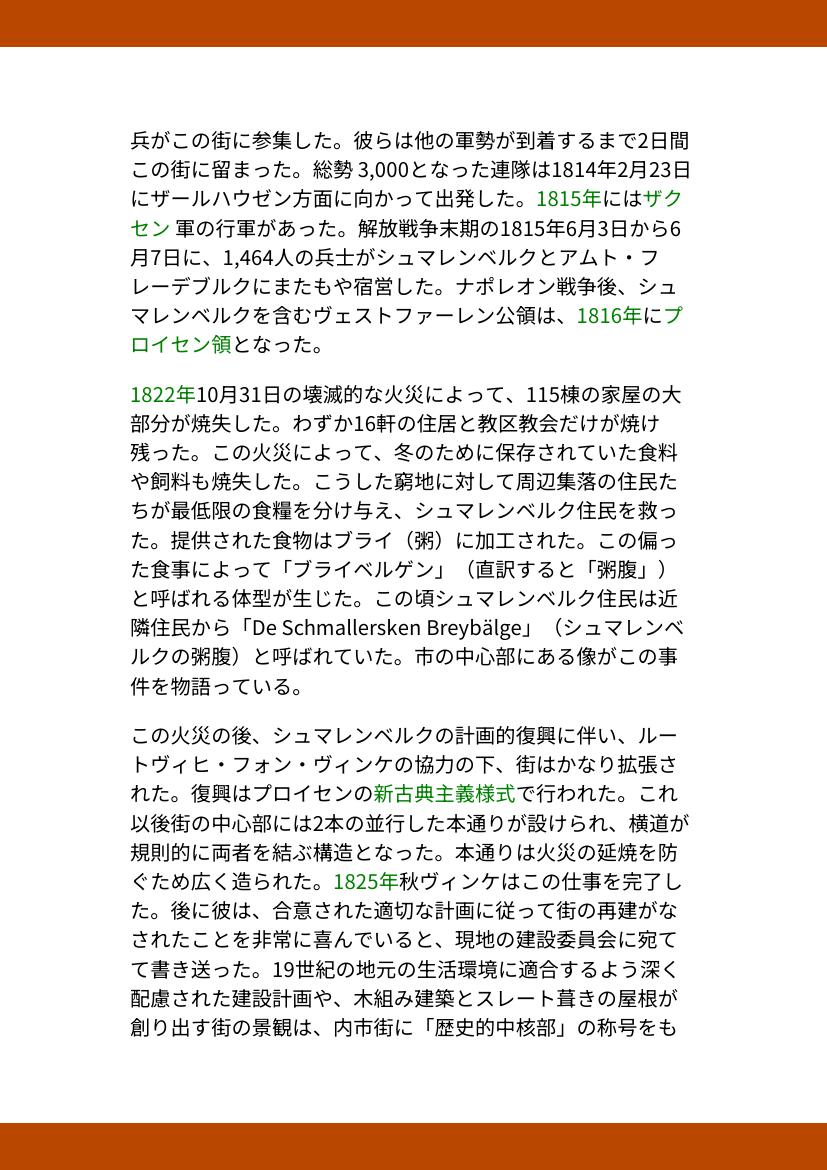 兵がこの街に参集した。彼らは他の軍勢が到着するまで2日間
この街に留まった。総勢 3,000となった連隊は1814年2月23日
にザールハウゼン方面に向かって出発した。1815年にはザク
セン 軍の行軍があった。解放戦争末期の1815年6月3日から6
月7日に、1,464人の兵士がシュマレンベルクとアムト・フ
レーデブルクにまたもや宿営した。ナポレオン戦争後、シュ
マレンベルクを含むヴェストファーレン公領は、1816年にプ
ロイセン領となった。
1822年10月31日の壊滅的な火災によって、115棟の家屋の大
部分が焼失した。わずか16軒の住居と教区教会だけが焼け
残った。この火災によって、冬のために保存されていた食料
や飼料も焼失した。こうした窮地に対して周辺集落の住民た
ちが最低限の食糧を分け与え、シュマレンベルク住民を救っ
た。提供された食物はブライ（粥）に加工された。この偏っ
た食事によって「ブライベルゲン」（直訳すると「粥腹」）
と呼ばれる体型が生じた。この頃シュマレンベルク住民は近
隣住民から「De Schmallersken Breybälge」（シュマレンベ
ルクの粥腹）と呼ばれていた。市の中心部にある像がこの事
件を物語っている。
この火災の後、シュマレンベルクの計画的復興に伴い、ルー
トヴィヒ・フォン・ヴィンケの協力の下、街はかなり拡張さ
れた。復興はプロイセンの新古典主義様式で行われた。これ
以後街の中心部には2本の並行した本通りが設けられ、横道が
規則的に両者を結ぶ構造となった。本通りは火災の延焼を防
ぐため広く造られた。1825年秋ヴィンケはこの仕事を完了し
た。後に彼は、合意された適切な計画に従って街の再建がな
されたことを非常に喜んでいると、現地の建設委員会に宛て
て書き送った。19世紀の地元の生活環境に適合するよう深く
配慮された建設計画や、木組み建築とスレート葺きの屋根が
創り出す街の景観は、内市街に「歴史的中核部」の称号をも